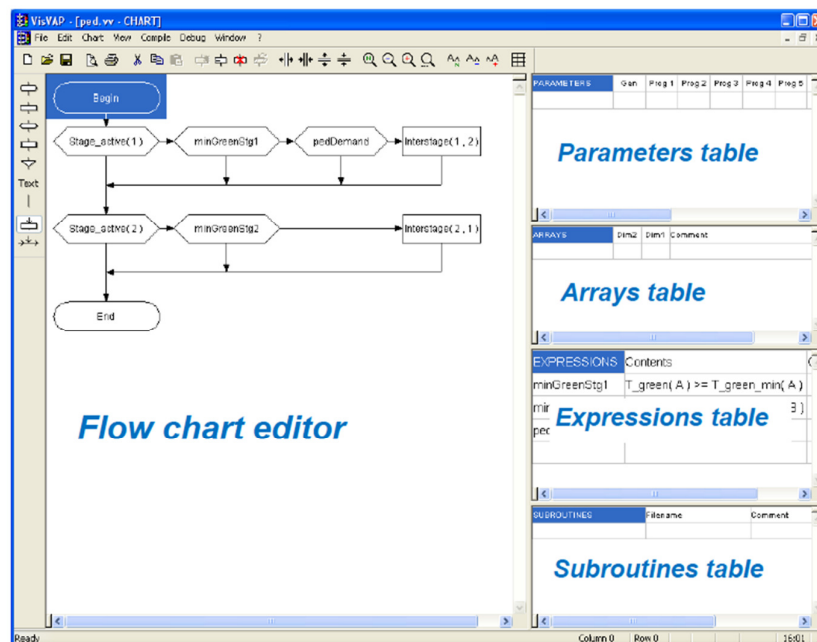 VisVAP - [ped.vv - CHART]
File Edit Chart View Compile Debug Window ?
Text
Begin
Stage_active(1) minGreenStg1 pedDemand Interstage(1,2)
Stage_active(2) minGreenStg2 Interstage(2,1)
End
Flow chart editor
PARAMETERS Gen Prog 1 Prog 2 Prog 3 Prog 4 Prog 5
Parameters table
ARRAYS Dim2 Dim1 Comment
Arrays table
EXPRESSIONS Contents
minGreenStg1 T_green( A ) >= T_green_min( A )
Expressions table
SUBROUTINES Filename Comment
Subroutines table
Ready Column 0 Row 0 16:01